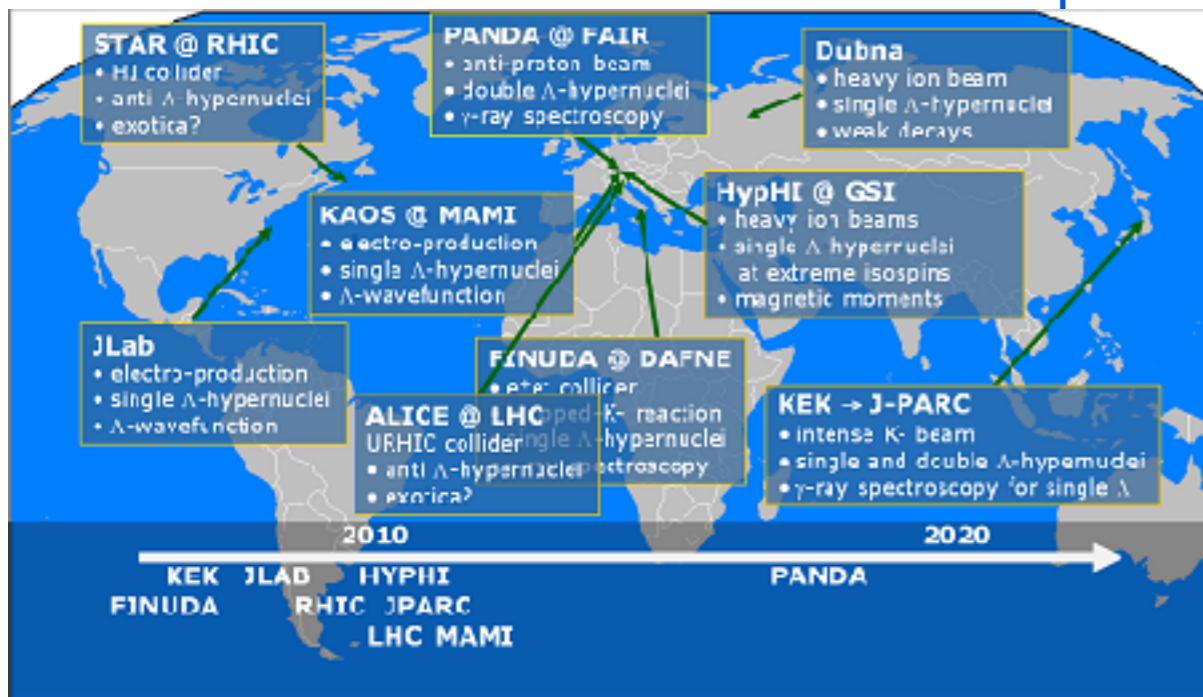 STAR @ RHIC
• HI collider
• anti Λ-hypernuclei
• exotica?
PANDA @ FAIR
• anti-proton beam
• double Λ-hypernuclei
• γ-ray spectroscopy
Dubna
• heavy ion beam
• single Λ-hypernuclei
• weak decays
KAOS @ MAMI
• electro-production
• single Λ-hypernuclei
• Λ-wavefunction
HypHI @ GSI
• heavy ion beams
• single Λ-hypernuclei
at extreme isospins
• magnetic moments
JLab
• electro-production
• single Λ-hypernuclei
• Λ-wavefunction
FINUDA @ DAFNE
• collider
K- reaction
Λ-hypernuclei
ALICE @ LHC
URHIC collider
• anti Λ-hypernuclei
• exotica?
KEK → J-PARC
• intense K- beam
• single and double Λ-hypernuclei
• γ-ray spectroscopy for single Λ
2010 2020
KEK JLAB HYPHI PANDA
FINUDA RHIC JPARC
LHC MAMI